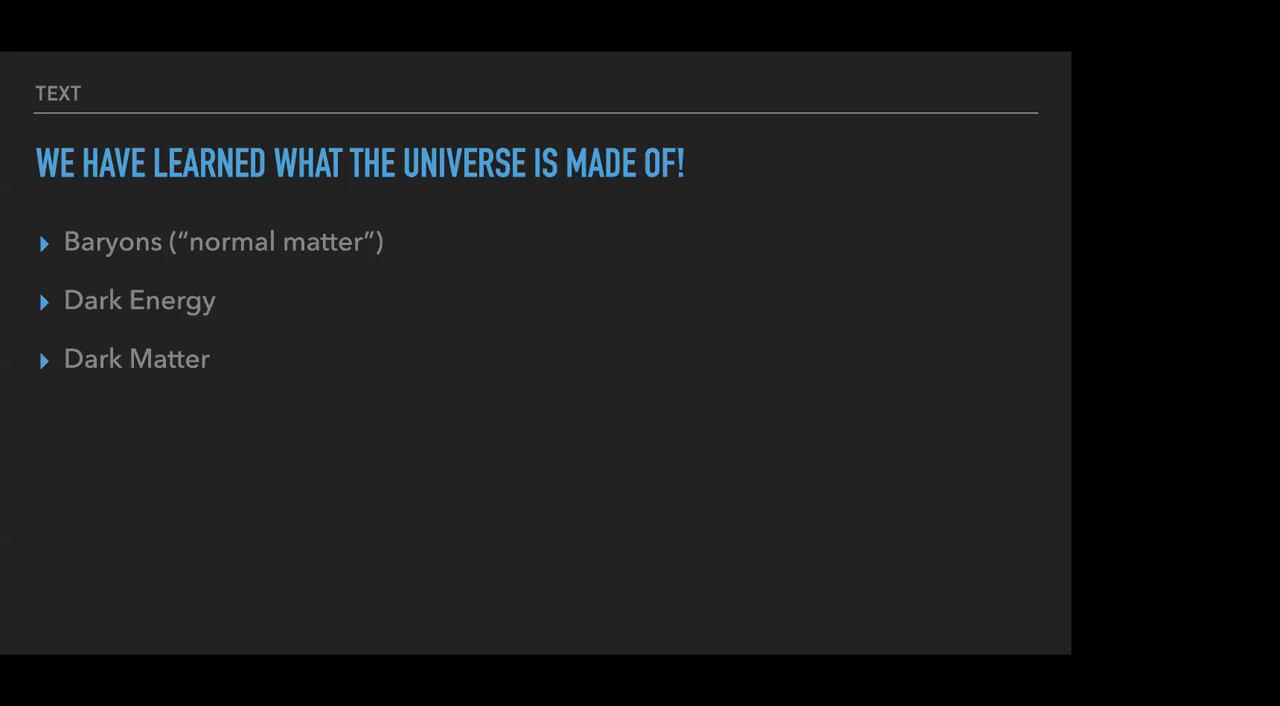 TEXT
WE HAVE LEARNED WHAT THE UNIVERSE IS MADE OF!
Baryons (“normal matter”)
Dark Energy
Dark Matter